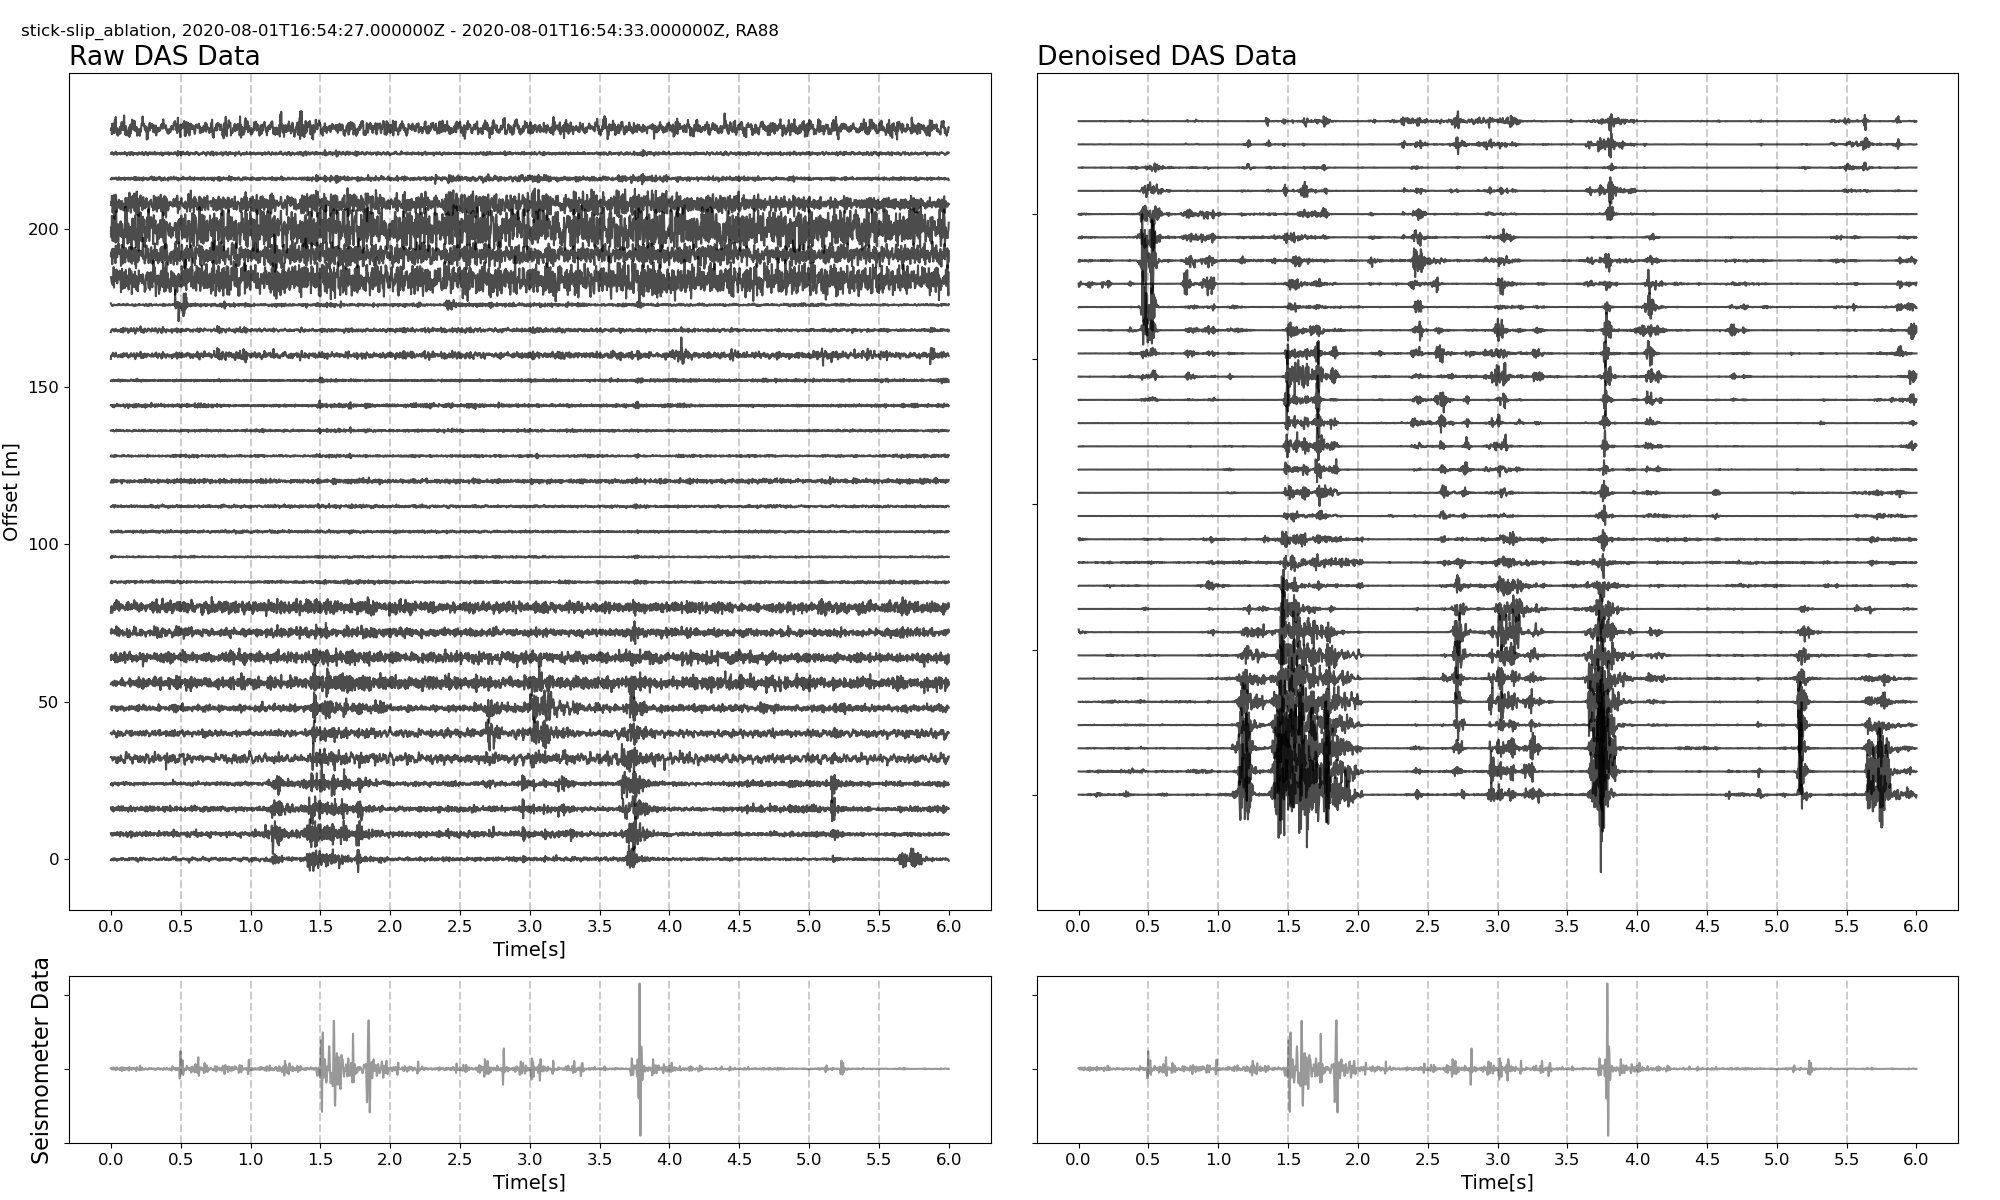 stick-slip_ablation, 2020-08-01T16:54:27.000000Z - 2020-08-01T16:54:33.000000Z, RA88
Raw DAS Data
Denoised DAS Data
Offset [m]
200
150
100
50
0
0.0 0.5 1.0 1.5 2.0 2.5 3.0 3.5 4.0 4.5 5.0 5.5 6.0
Time[s]
0.0 0.5 1.0 1.5 2.0 2.5 3.0 3.5 4.0 4.5 5.0 5.5 6.0
Seismometer Data
0.0 0.5 1.0 1.5 2.0 2.5 3.0 3.5 4.0 4.5 5.0 5.5 6.0
Time[s]
0.0 0.5 1.0 1.5 2.0 2.5 3.0 3.5 4.0 4.5 5.0 5.5 6.0
Time[s]